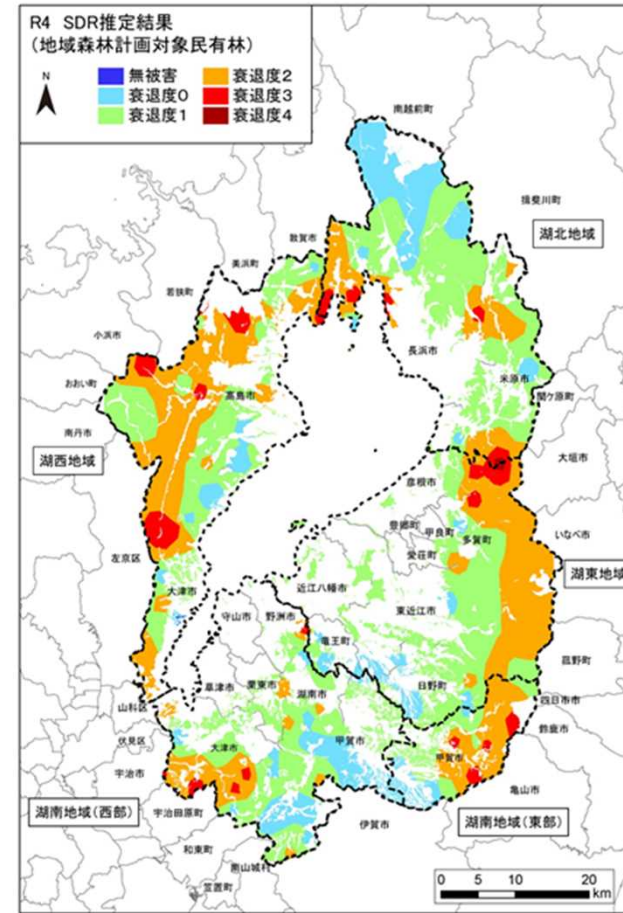 R4 SDR推定結果
(地域森林計画対象民有林)
N
無被害
衰退度0
衰退度1
衰退度2
衰退度3
衰退度4
南越前町
揖斐川町
湖北地域
敦賀市
美浜町
若狭町
小浜市
長浜市
米原市
おおい町
高島市
関ケ原町
南丹市
大垣市
湖西地域
彦根市
豊郷町
甲良町
多賀町
いなべ市
愛荘町
左京区
湖東地域
大津市
近江八幡市
東近江市
守山市
野洲市
竜王町
菰野町
日野町
草津市
栗東市
湖南市
四日市市
山科区
鈴鹿市
伏見区
大津市
甲賀市
甲賀市
宇治市
亀山市
湖南地域(西部)
宇治田原町
伊賀市
湖南地域(東部)
和束町
南山城村
笠置町
0 5 10 20
km